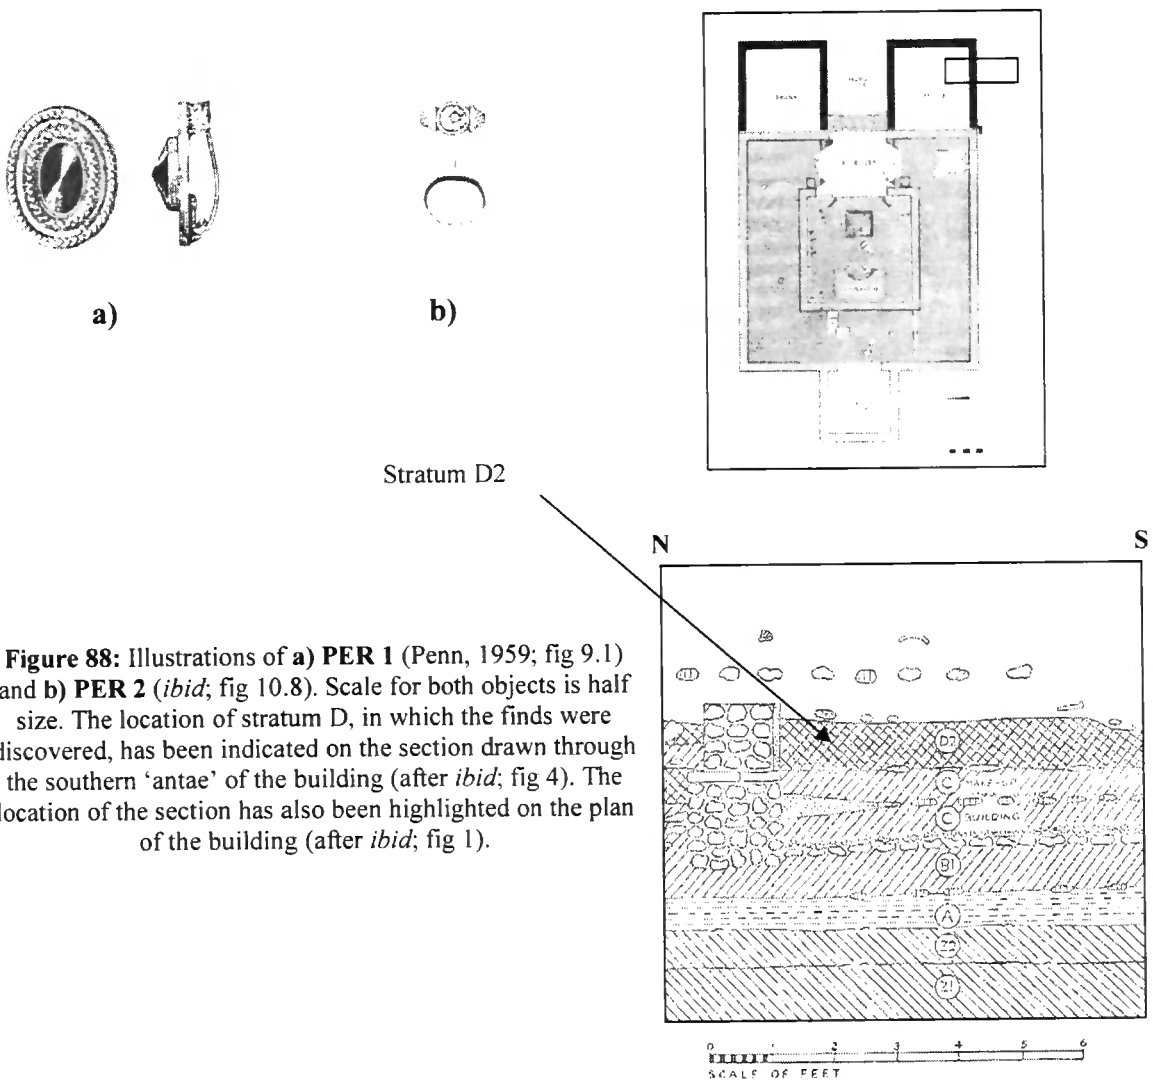 a)
b)
Stratum D2
N
S
Figure 88: Illustrations of a) PER 1 (Penn, 1959; fig 9.1)
and b) PER 2 (ibid; fig 10.8). Scale for both objects is half
size. The location of stratum D, in which the finds were
discovered, has been indicated on the section drawn through
the southern ‘antae’ of the building (after ibid; fig 4). The
location of the section has also been highlighted on the plan
of the building (after ibid; fig 1).
D2
C
C
BUILDING
B1
A
Z2
Z1
0 1 2 3 4 5 6
SCALE OF FEET